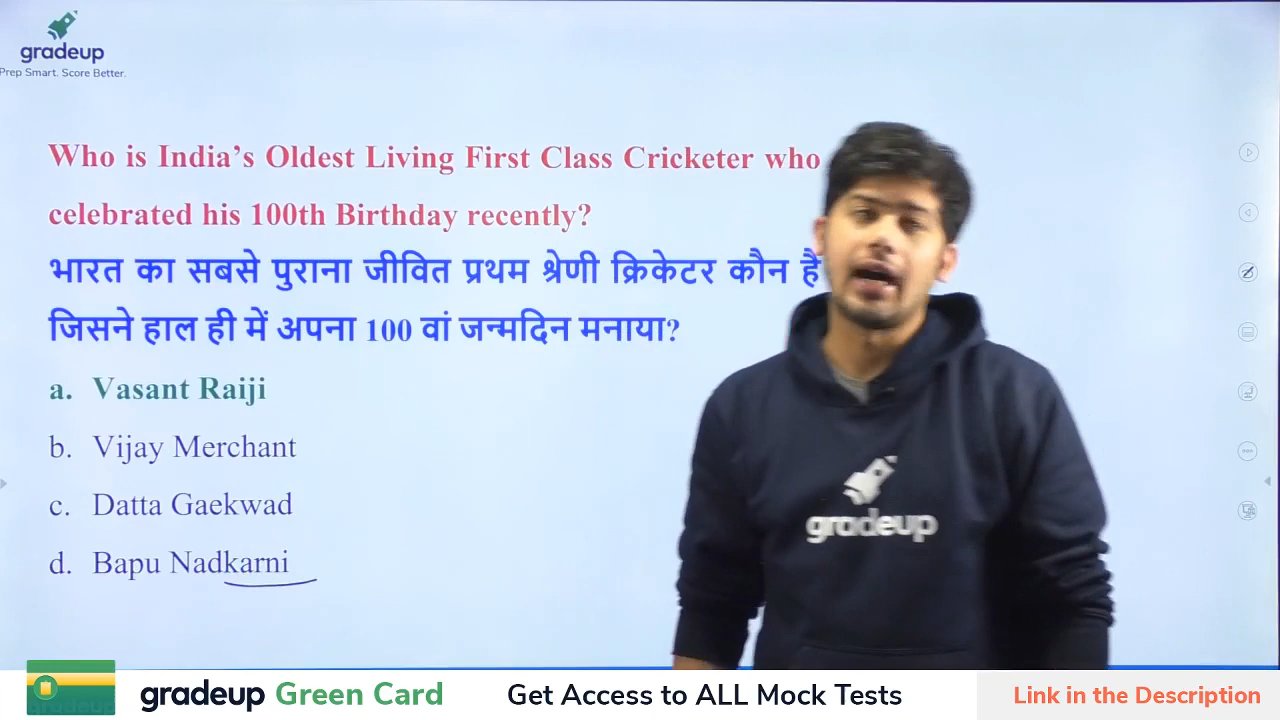 gradeup
Prep Smart. Score Better.
Who is India’s Oldest Living First Class Cricketer who
celebrated his 100th Birthday recently?
भारत का सबसे पुराना जीवित प्रथम श्रेणी क्रिकेटर कौन है
जिसने हाल ही में अपना 100 वां जन्मदिन मनाया?
a. Vasant Raiji
b. Vijay Merchant
c. Datta Gaekwad
d. Bapu Nadkarni
gradeup
gradeup Green Card
Get Access to ALL Mock Tests
Link in the Description